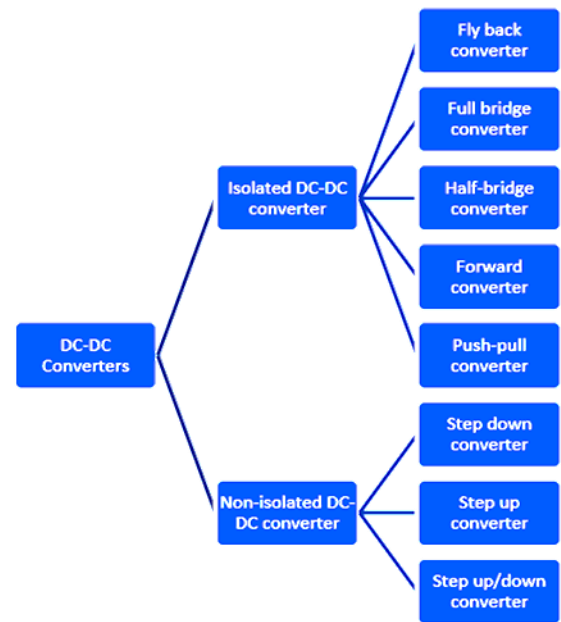 Fly back
converter
Full bridge
converter
Isolated DC-DC
converter
Half-bridge
converter
Forward
converter
DC-DC
Converters
Push-pull
converter
Step down
converter
Non-isolated DC-
DC converter
Step up
converter
Step up/down
converter